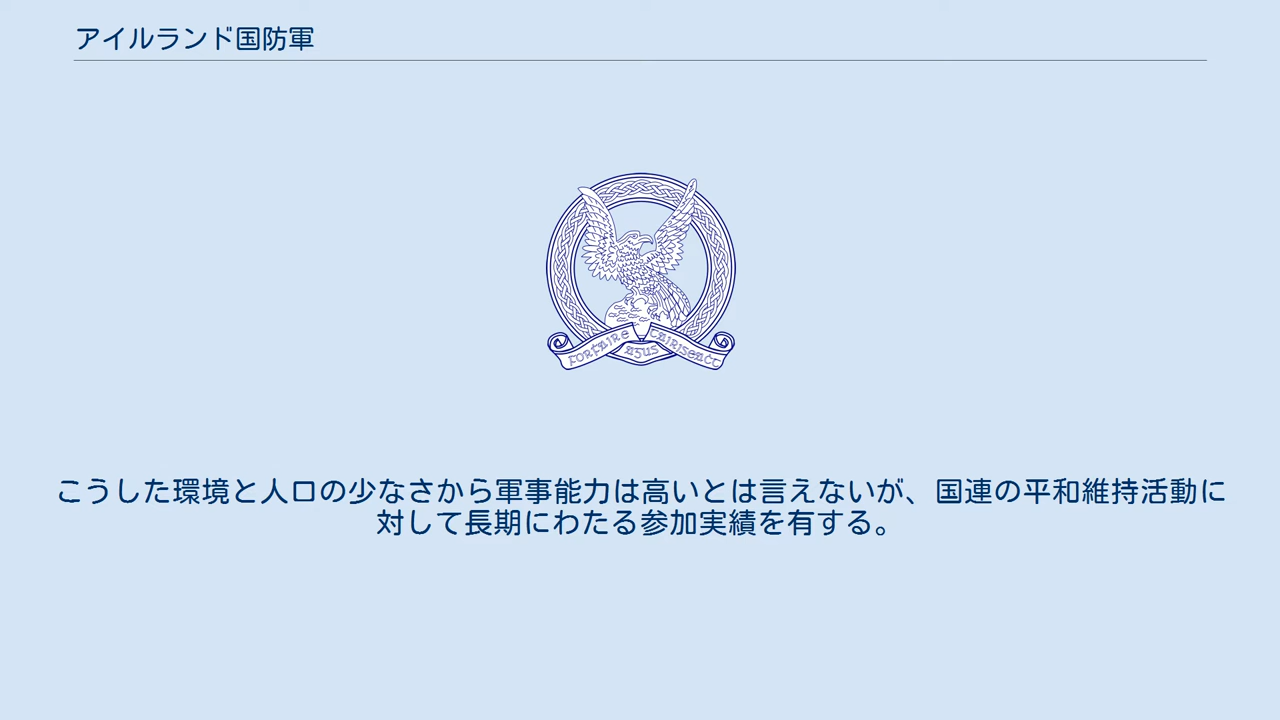 アイルランド国防軍
FORFAIRE AGUS TAIRISEACT
こうした環境と人口の少なさから軍事能力は高いとは言えないが、国連の平和維持活動に
対して長期にわたる参加実績を有する。